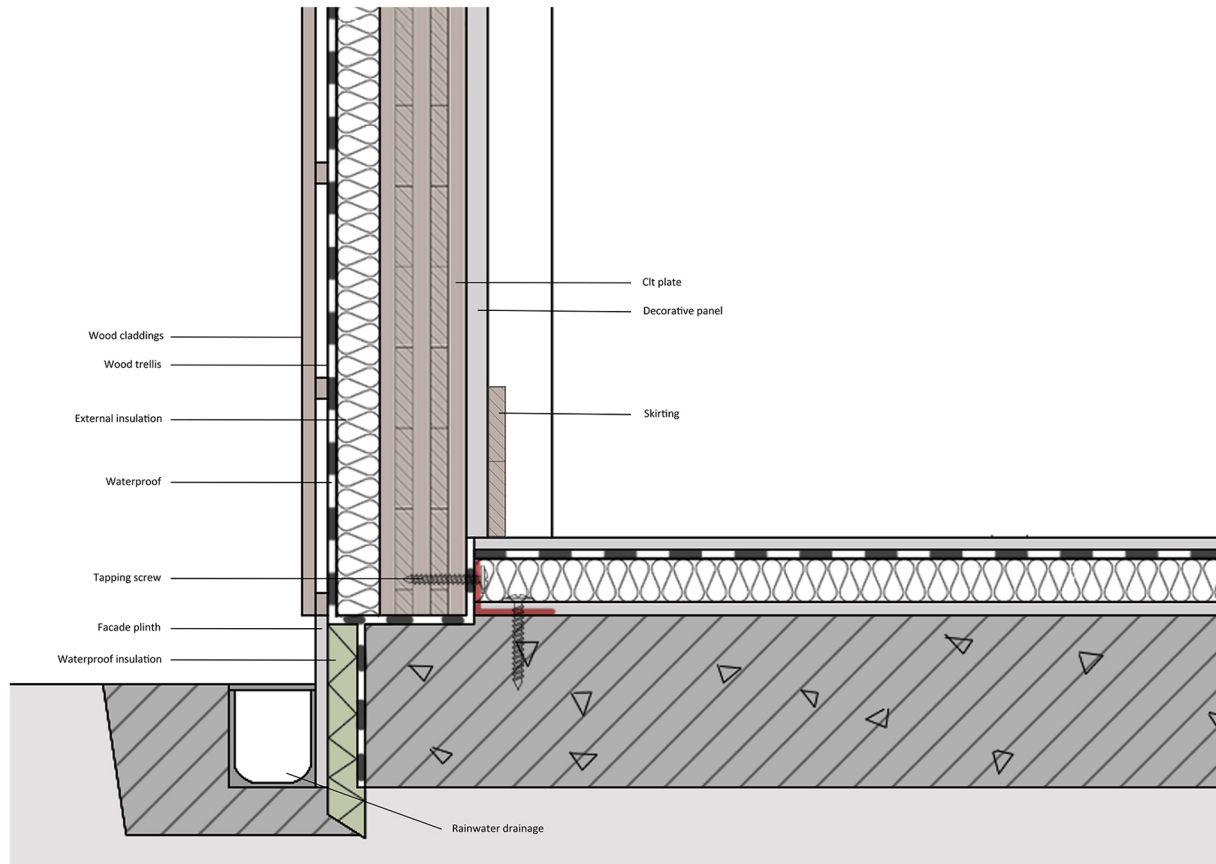 Clt plate
Decorative panel
Wood claddings
Wood trellis
Skirting
External insulation
Waterproof
Tapping screw
Facade plinth
Waterproof insulation
Rainwater drainage